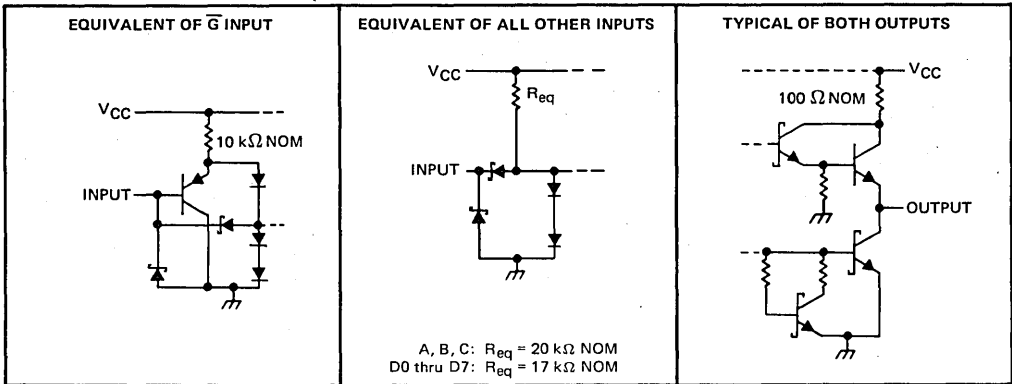 EQUIVALENT OF G̅ INPUT
VCC
10 kΩ NOM
INPUT
EQUIVALENT OF ALL OTHER INPUTS
VCC
Req
INPUT
A, B, C: Req = 20 kΩ NOM
D0 thru D7: Req = 17 kΩ NOM
TYPICAL OF BOTH OUTPUTS
VCC
100 Ω NOM
OUTPUT